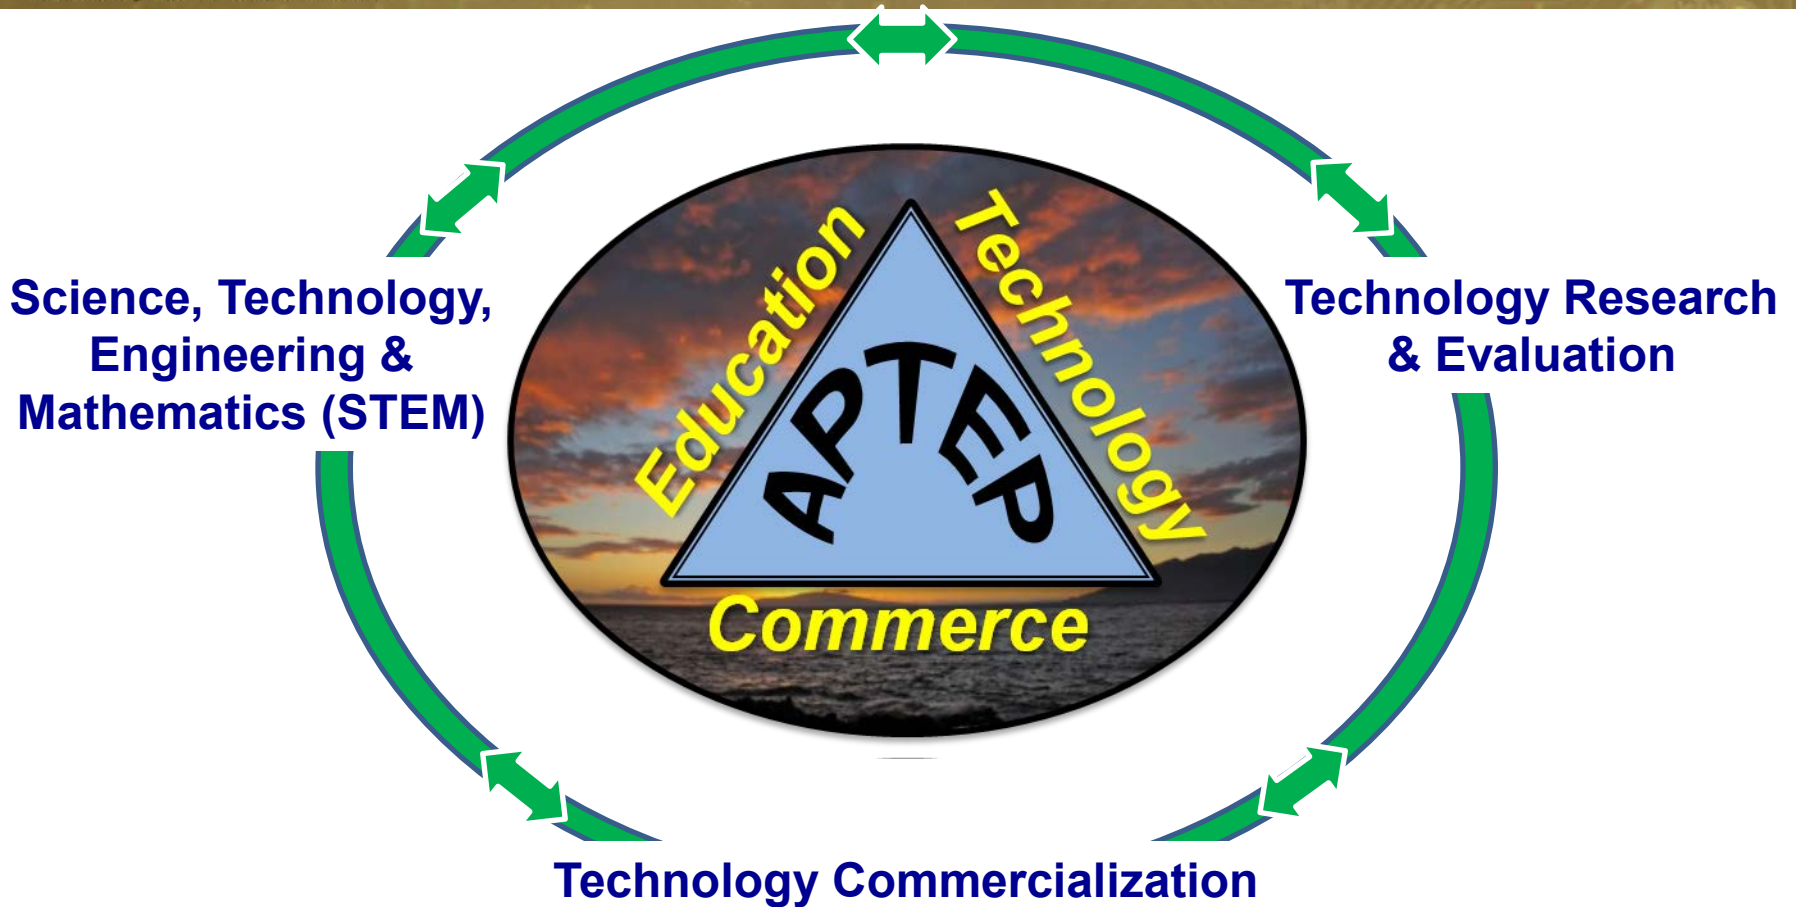 Science, Technology,
Engineering &
Mathematics (STEM)
Education
Technology
APTEP
Commerce
Technology Research
& Evaluation
Technology Commercialization